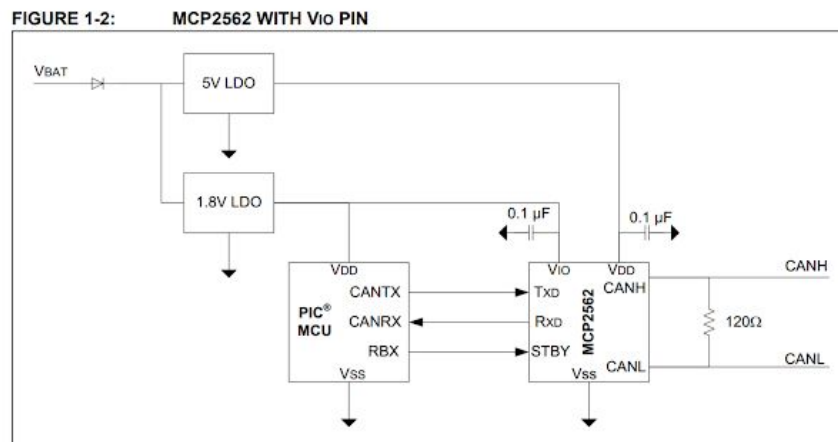 FIGURE 1-2: MCP2562 WITH VIO PIN
VBAT
5V LDO
1.8V LDO
0.1 µF
0.1 µF
VDD
VIO
VDD
CANTX
TXD
CANH
CANH
PIC® MCU
CANRX
RXD
MCP2562
120Ω
RBX
STBY
VSS
VSS
CANL
CANL